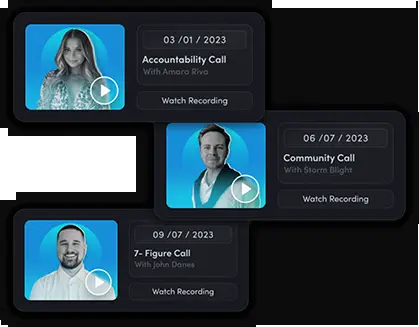 03 /01 / 2023
Accountability Call
With Amara Riva
Watch Recording
06 /07 / 2023
Community Call
With Storm Blight
Watch Recording
09 /07 / 2023
7- Figure Call
With John Danes
Watch Recording